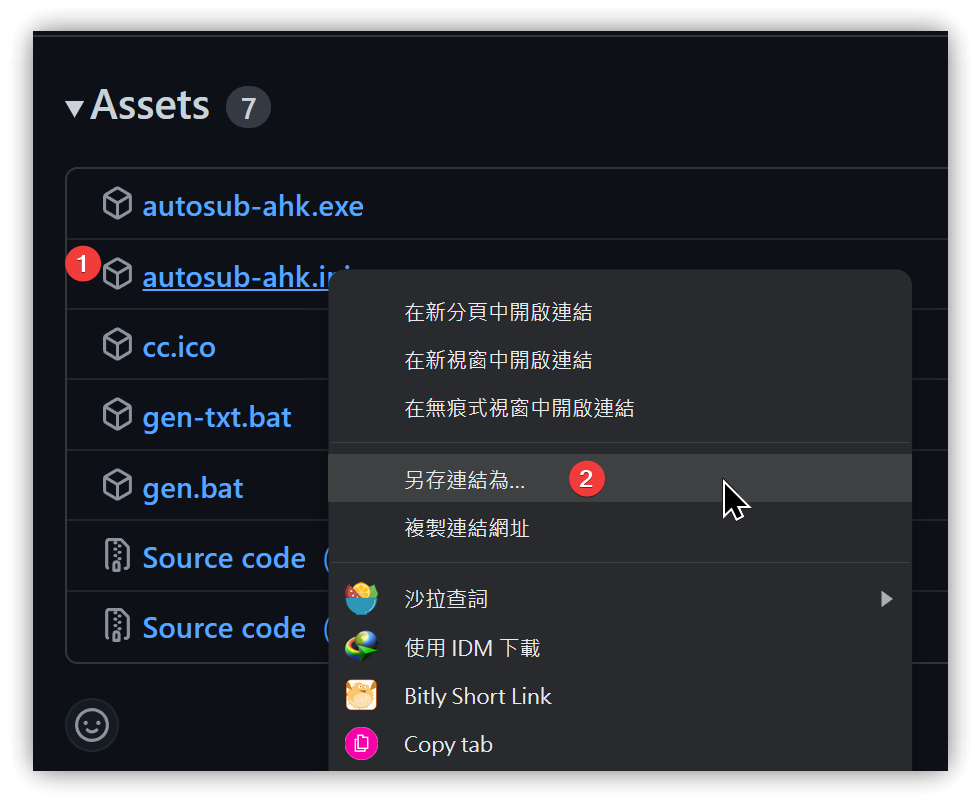 Assets 7
autosub-ahk.exe
1
autosub-ahk.ini
在新分頁中開啟連結
在新視窗中開啟連結
cc.ico
在無痕式視窗中開啟連結
gen-txt.bat
另存連結為... 2
gen.bat
複製連結網址
Source code (
沙拉查詞
Source code (
使用 IDM 下載
Bitly Short Link
Copy tab